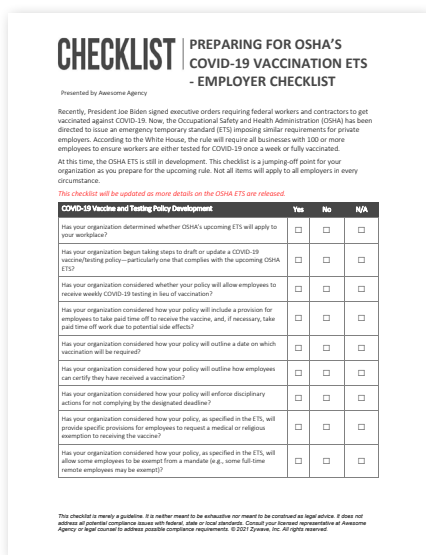 CHECKLIST
PREPARING FOR OSHA'S
COVID-19 VACCINATION ETS
- EMPLOYER CHECKLIST
Presented by Awesome Agency
Recently, President Joe Biden signed executive orders requiring federal workers and contractors to get
vaccinated against COVID-19. Now, the Occupational Safety and Health Administration (OSHA) has been
directed to issue an emergency temporary standard (ETS) imposing similar requirements for private
employers. According to the White House, the rule will require all businesses with 100 or more
employees to ensure workers are either tested for COVID-19 once a week or fully vaccinated.
At this time, the OSHA ETS is still in development. This checklist is a jumping-off point for your
organization as you prepare for the upcoming rule. Not all items will apply to all employers in every
circumstance.
This checklist will be updated as more details on the OSHA ETS are released.
COVID-19 Vaccine and Testing Policy Development Yes No N/A
Has your organization determined whether OSHA's upcoming ETS will apply to
your workplace?
Has your organization begun taking steps to draft or update a COVID-19
vaccine/testing policy—particularly one that complies with the upcoming OSHA
ETS?
Has your organization considered whether your policy will allow employees to
receive weekly COVID-19 testing in lieu of vaccination?
Has your organization considered how your policy will include a provision for
employees to take paid time off to receive the vaccine, and, if necessary, take
paid time off work due to potential side effects?
Has your organization considered how your policy will outline a date on which
vaccination will be required?
Has your organization considered how your policy will outline how employees
can certify they have received a vaccination?
Has your organization considered how your policy will enforce disciplinary
actions for not complying by the designated deadline?
Has your organization considered how your policy, as specified in the ETS, will
provide specific provisions for employees to request a medical or religious
exemption to receiving the vaccine?
Has your organization considered how your policy, as specified in the ETS, will
allow some employees to be exempt from a mandate (e.g., some full-time
remote employees may be exempt)?
This checklist is merely a guideline. It is neither meant to be exhaustive nor meant to be construed as legal advice. It does not
address all potential compliance issues with federal, state or local standards. Consult your licensed representative at Awesome
Agency or legal counsel to address possible compliance requirements. © 2021 Zywave, Inc. All rights reserved.